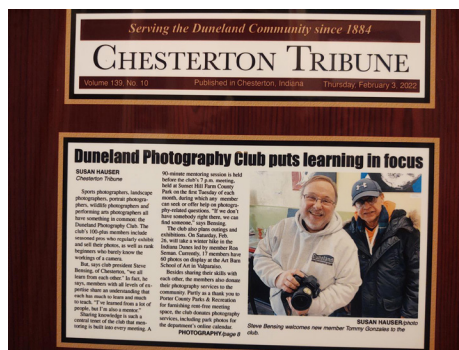 Serving the Duneland Community since 1884
CHESTERTON TRIBUNE
Volume 139, No. 10 Published in Chesterton, Indiana Thursday, February 3, 2022
Duneland Photography Club puts learning in focus
SUSAN HAUSER
Chesterton Tribune
Sports photographers, landscape
photographers, portrait photogra-
phers, wildlife photographers and
performing arts photographers all
have something in common: the
Duneland Photography Club. The
club's 100-plus members include
seasoned pros who regularly exhibit
and sell their photos, as well as rank
beginners who barely know the
workings of a camera.
But, says club president Steve
Bensing, of Chesterton, "we all
learn from each other." In fact, he
says, members with all levels of ex-
pertise share an understanding that
each has much to learn and much
to teach. "I've learned from a lot of
people, but I'm also a mentor."
Sharing knowledge is such a
central tenet of the club that men-
toring is built into every meeting. A
90-minute mentoring session is held
before the club's 7 p.m. meeting,
held at Sunset Hill Farm County
Park on the first Tuesday of each
month, during which any member
can seek or offer help on photogra-
phy-related questions. "If we don't
have somebody right there, we can
find someone," says Bensing.
The club also plans outings and
exhibitions. On Saturday, Feb.
26, will take a winter hike in the
Indiana Dunes led by member Ron
Szman. Currently, 17 members have
60 photos on display at the Art Barn
School of Art in Valparaiso.
Besides sharing their skills with
each other, the members also donate
their photography services to the
community. Partly as a thank you to
Porter County Parks & Recreation
for furnishing rent-free meeting
space, the club donates photography
services, including park photos for
the department's online calendar.
PHOTOGRAPHY/page 8
SUSAN HAUSER/photo
Steve Bensing welcomes new member Tommy Gonzales to the
club.